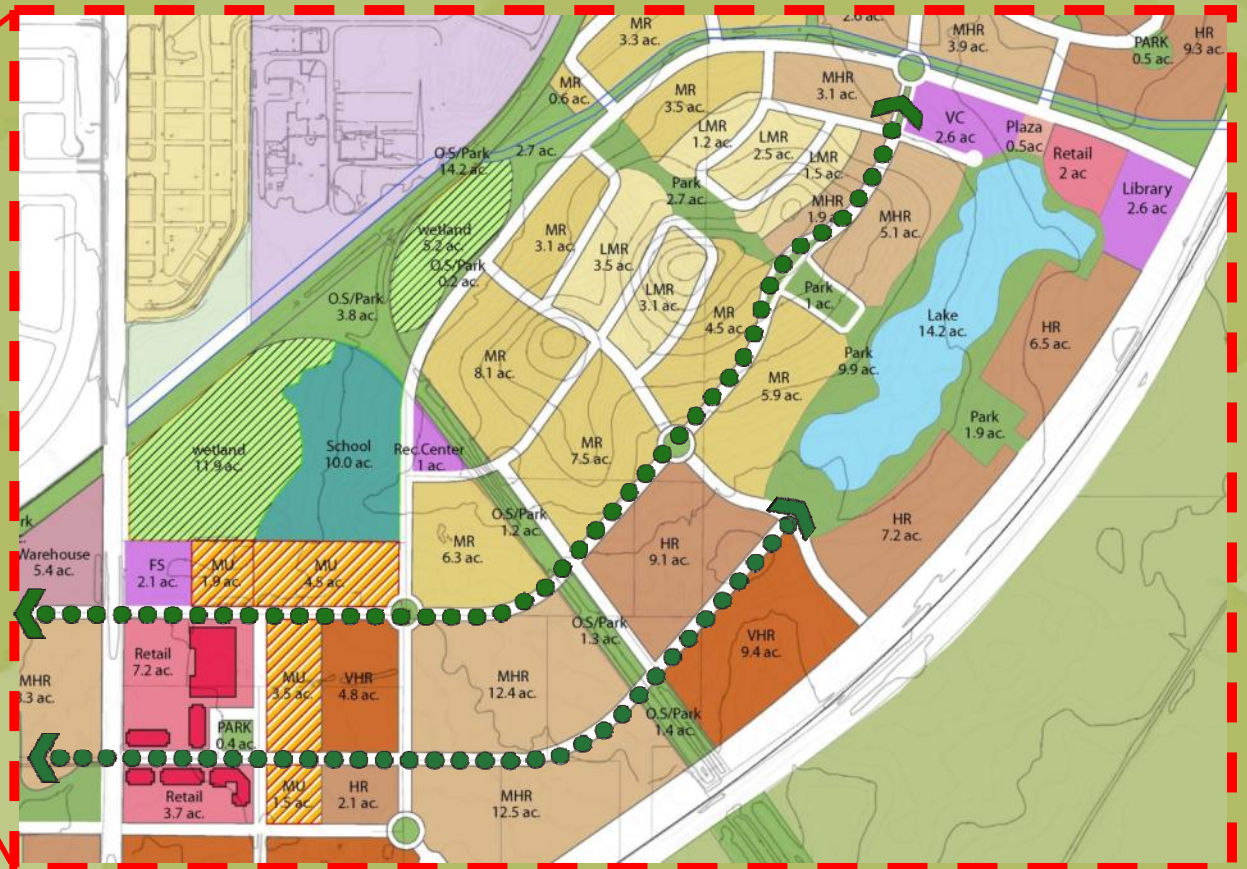 MR
3.3 ac.
2.6 ac.
MHR
3.9 ac.
PARK
0.5 ac.
HR
9.3 ac.
MR
0.6 ac.
MR
3.5 ac.
MHR
3.1 ac.
VC
2.6 ac
Plaza
0.5ac
Retail
2 ac
Library
2.6 ac
LMR
1.2 ac.
LMR
2.5 ac.
LMR
1.5 ac.
O.S/Park
14.2 ac.
2.7 ac.
Park
2.7 ac.
MHR
1.9 a
MHR
5.1 ac.
wetland
5.2 ac.
O.S/Park
0.2 ac.
MR
3.1 ac.
LMR
3.5 ac.
LMR
3.1 ac.
MR
4.5 ac.
Park
1 ac.
O.S/Park
3.8 ac.
Lake
14.2 ac.
HR
6.5 ac.
MR
8.1 ac.
Park
9.9 ac.
MR
5.9 ac.
Park
1.9 ac.
wetland
11.9 ac.
School
10.0 ac.
Rec.Center
1 ac.
MR
7.5 ac.
O.S/Park
1.2 ac.
HR
7.2 ac.
rk
Warehouse
5.4 ac.
FS
2.1 ac.
MU
1.9 ac.
MU
4.5 ac.
MR
6.3 ac.
HR
9.1 ac.
O.S/Park
1.3 ac.
VHR
9.4 ac.
MHR
3.3 ac.
Retail
7.2 ac.
MU
3.5 ac.
VHR
4.8 ac.
MHR
12.4 ac.
O.S/Park
1.4 ac.
PARK
0.4 ac.
Retail
3.7 ac.
MU
1.5 ac.
HR
2.1 ac.
MHR
12.5 ac.